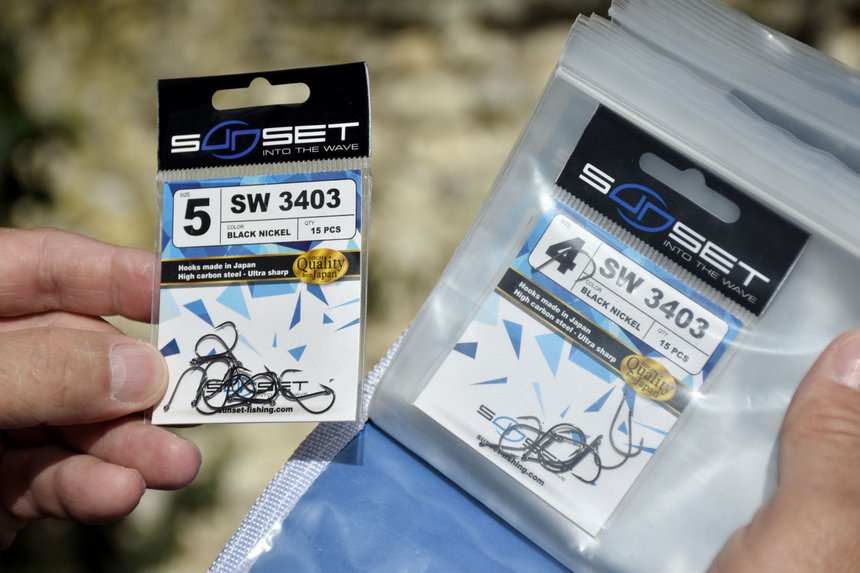 SUNSET
INTO THE WAVE
SIZE
5
SW 3403
COLOR
BLACK NICKEL
QTY
15 PCS
Hooks made in Japan
High carbon steel - Ultra sharp
HIGH
Quality
from
Japan
SUNSET
sunset-fishing.com
SUNSET
INTO THE WAVE
4
SW 3403
COLOR
BLACK NICKEL
QTY
15 PCS
Hooks made in Japan
High carbon steel - Ultra sharp
Quality
Japan
sunset-fishing.com